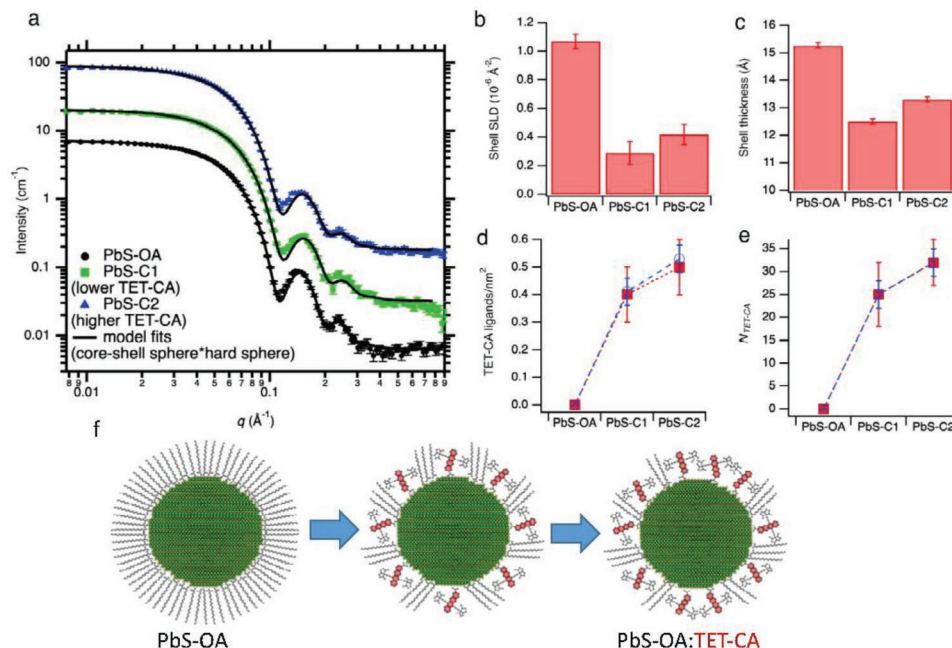 a
100
10
1
0.1
0.01
Intensity (cm⁻¹)
PbS-OA
PbS-C1
(lower TET-CA)
PbS-C2
(higher TET-CA)
model fits
(core-shell sphere*hard sphere)
8 9 0.01 2 3 4 5 6 7 8 9 0.1 2 3 4 5 6 7 8 9
q (Å⁻¹)
b
1.2
1.0
0.8
0.6
0.4
0.2
0.0
Shell SLD (10⁻⁶ Å⁻²)
PbS-OA PbS-C1 PbS-C2
c
16
15
14
13
12
11
10
Shell thickness (Å)
PbS-OA PbS-C1 PbS-C2
d
0.6
0.5
0.4
0.3
0.2
0.1
0.0
TET-CA ligands/nm²
PbS-OA PbS-C1 PbS-C2
e
35
30
25
20
15
10
5
0
N_TET-CA
PbS-OA PbS-C1 PbS-C2
f
PbS-OA
PbS-OA:TET-CA